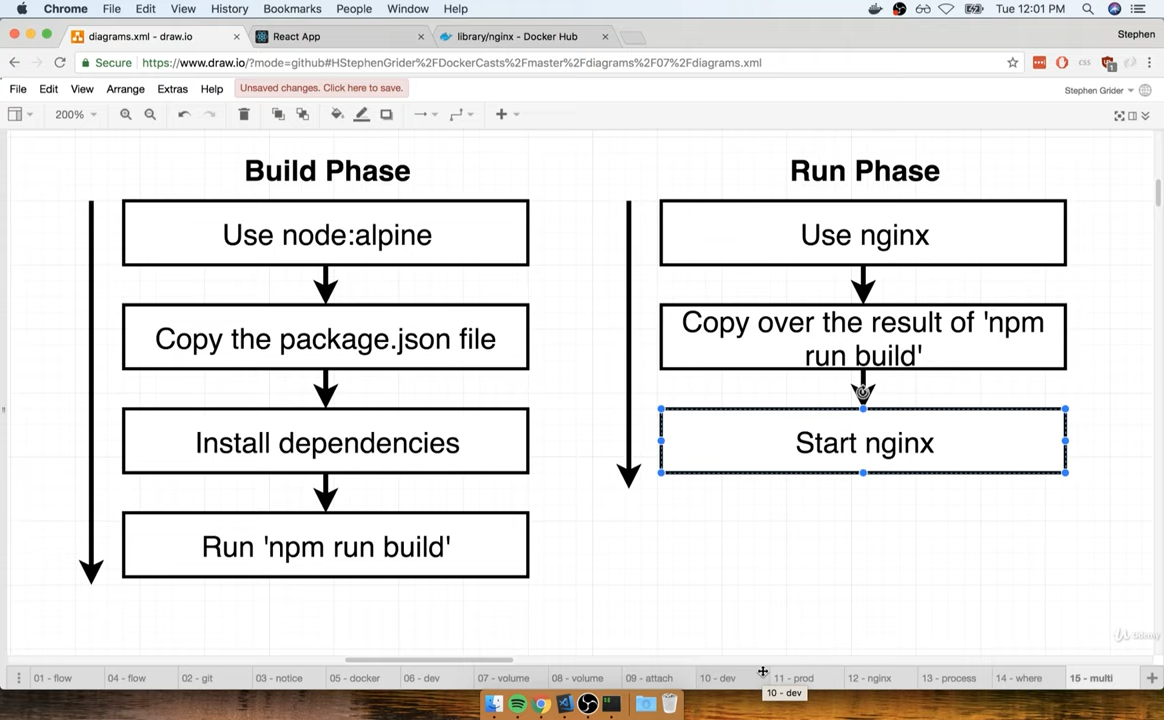 Chrome File Edit View History Bookmarks People Window Help Tue 12:01 PM
diagrams.xml - draw.io React App library/nginx - Docker Hub Stephen
Secure https://www.draw.io/?mode=github#HStephenGrider%2FDockerCasts%2Fmaster%2Fdiagrams%2F07%2Fdiagrams.xml css 1
File Edit View Arrange Extras Help Unsaved changes. Click here to save. Stephen Grider
200%
Build Phase
Use node:alpine
Copy the package.json file
Install dependencies
Run 'npm run build'
Run Phase
Use nginx
Copy over the result of 'npm
run build'
Start nginx
Udemy
01 - flow 04 - flow 02 - git 03 - notice 05 - docker 06 - dev 07 - volume 08 - volume 09 - attach 10 - dev 11 - prod 12 - nginx 13 - process 14 - where 15 - multi
10 - dev